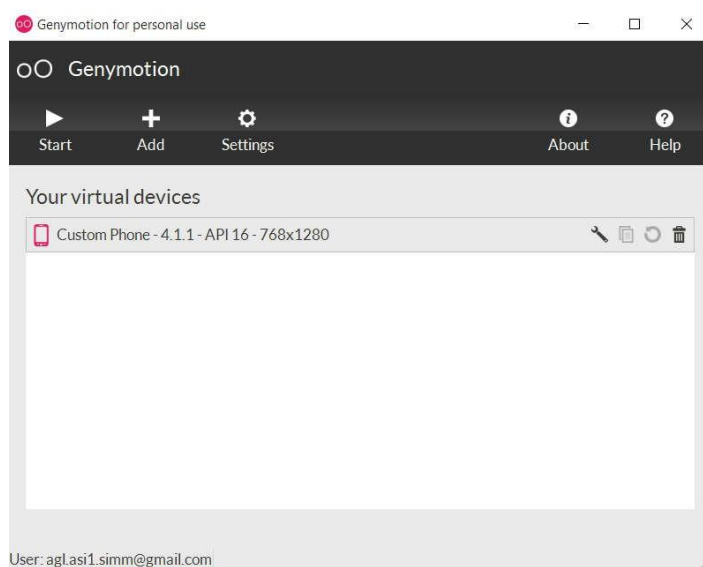 Genymotion for personal use
Genymotion
Start Add Settings About Help
Your virtual devices
Custom Phone - 4.1.1 - API 16 - 768x1280
User: agl.asi1.simm@gmail.com